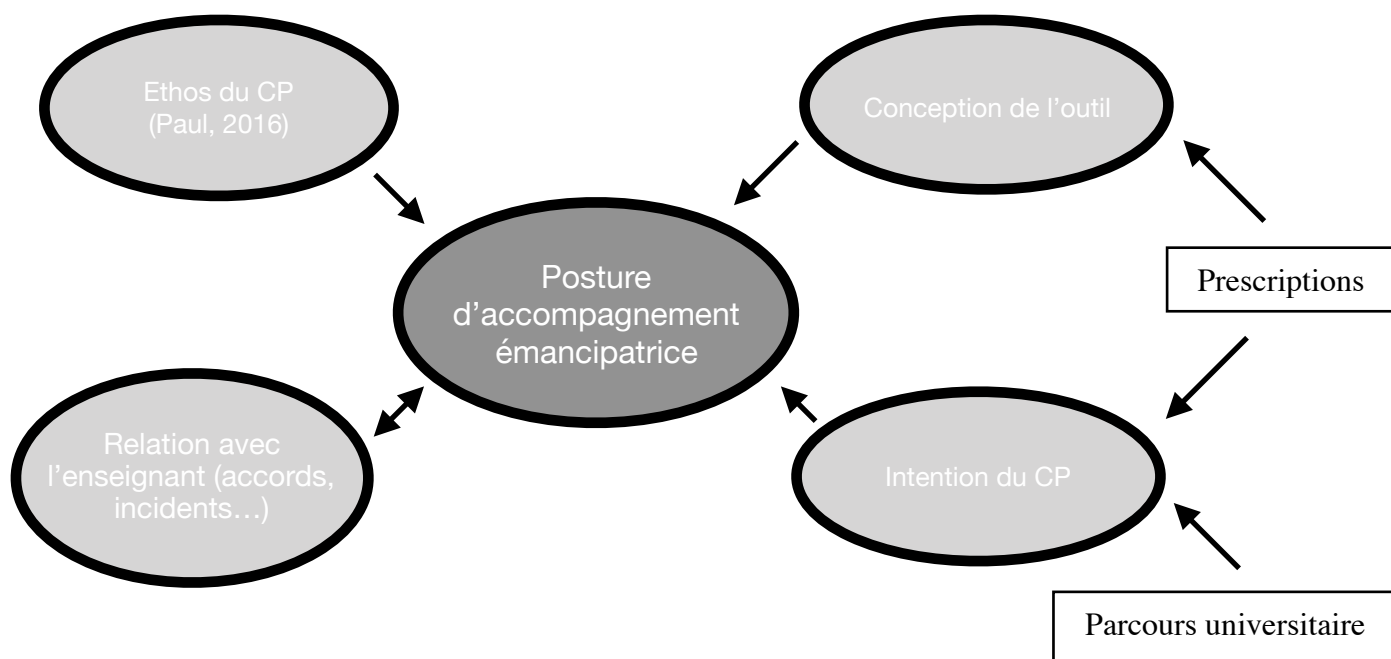 Ethos du CP
(Paul, 2016)
Conception de l’outil
Posture
d’accompagnement
émancipatrice
Prescriptions
Relation avec
l’enseignant (accords,
incidents…)
Intention du CP
Parcours universitaire